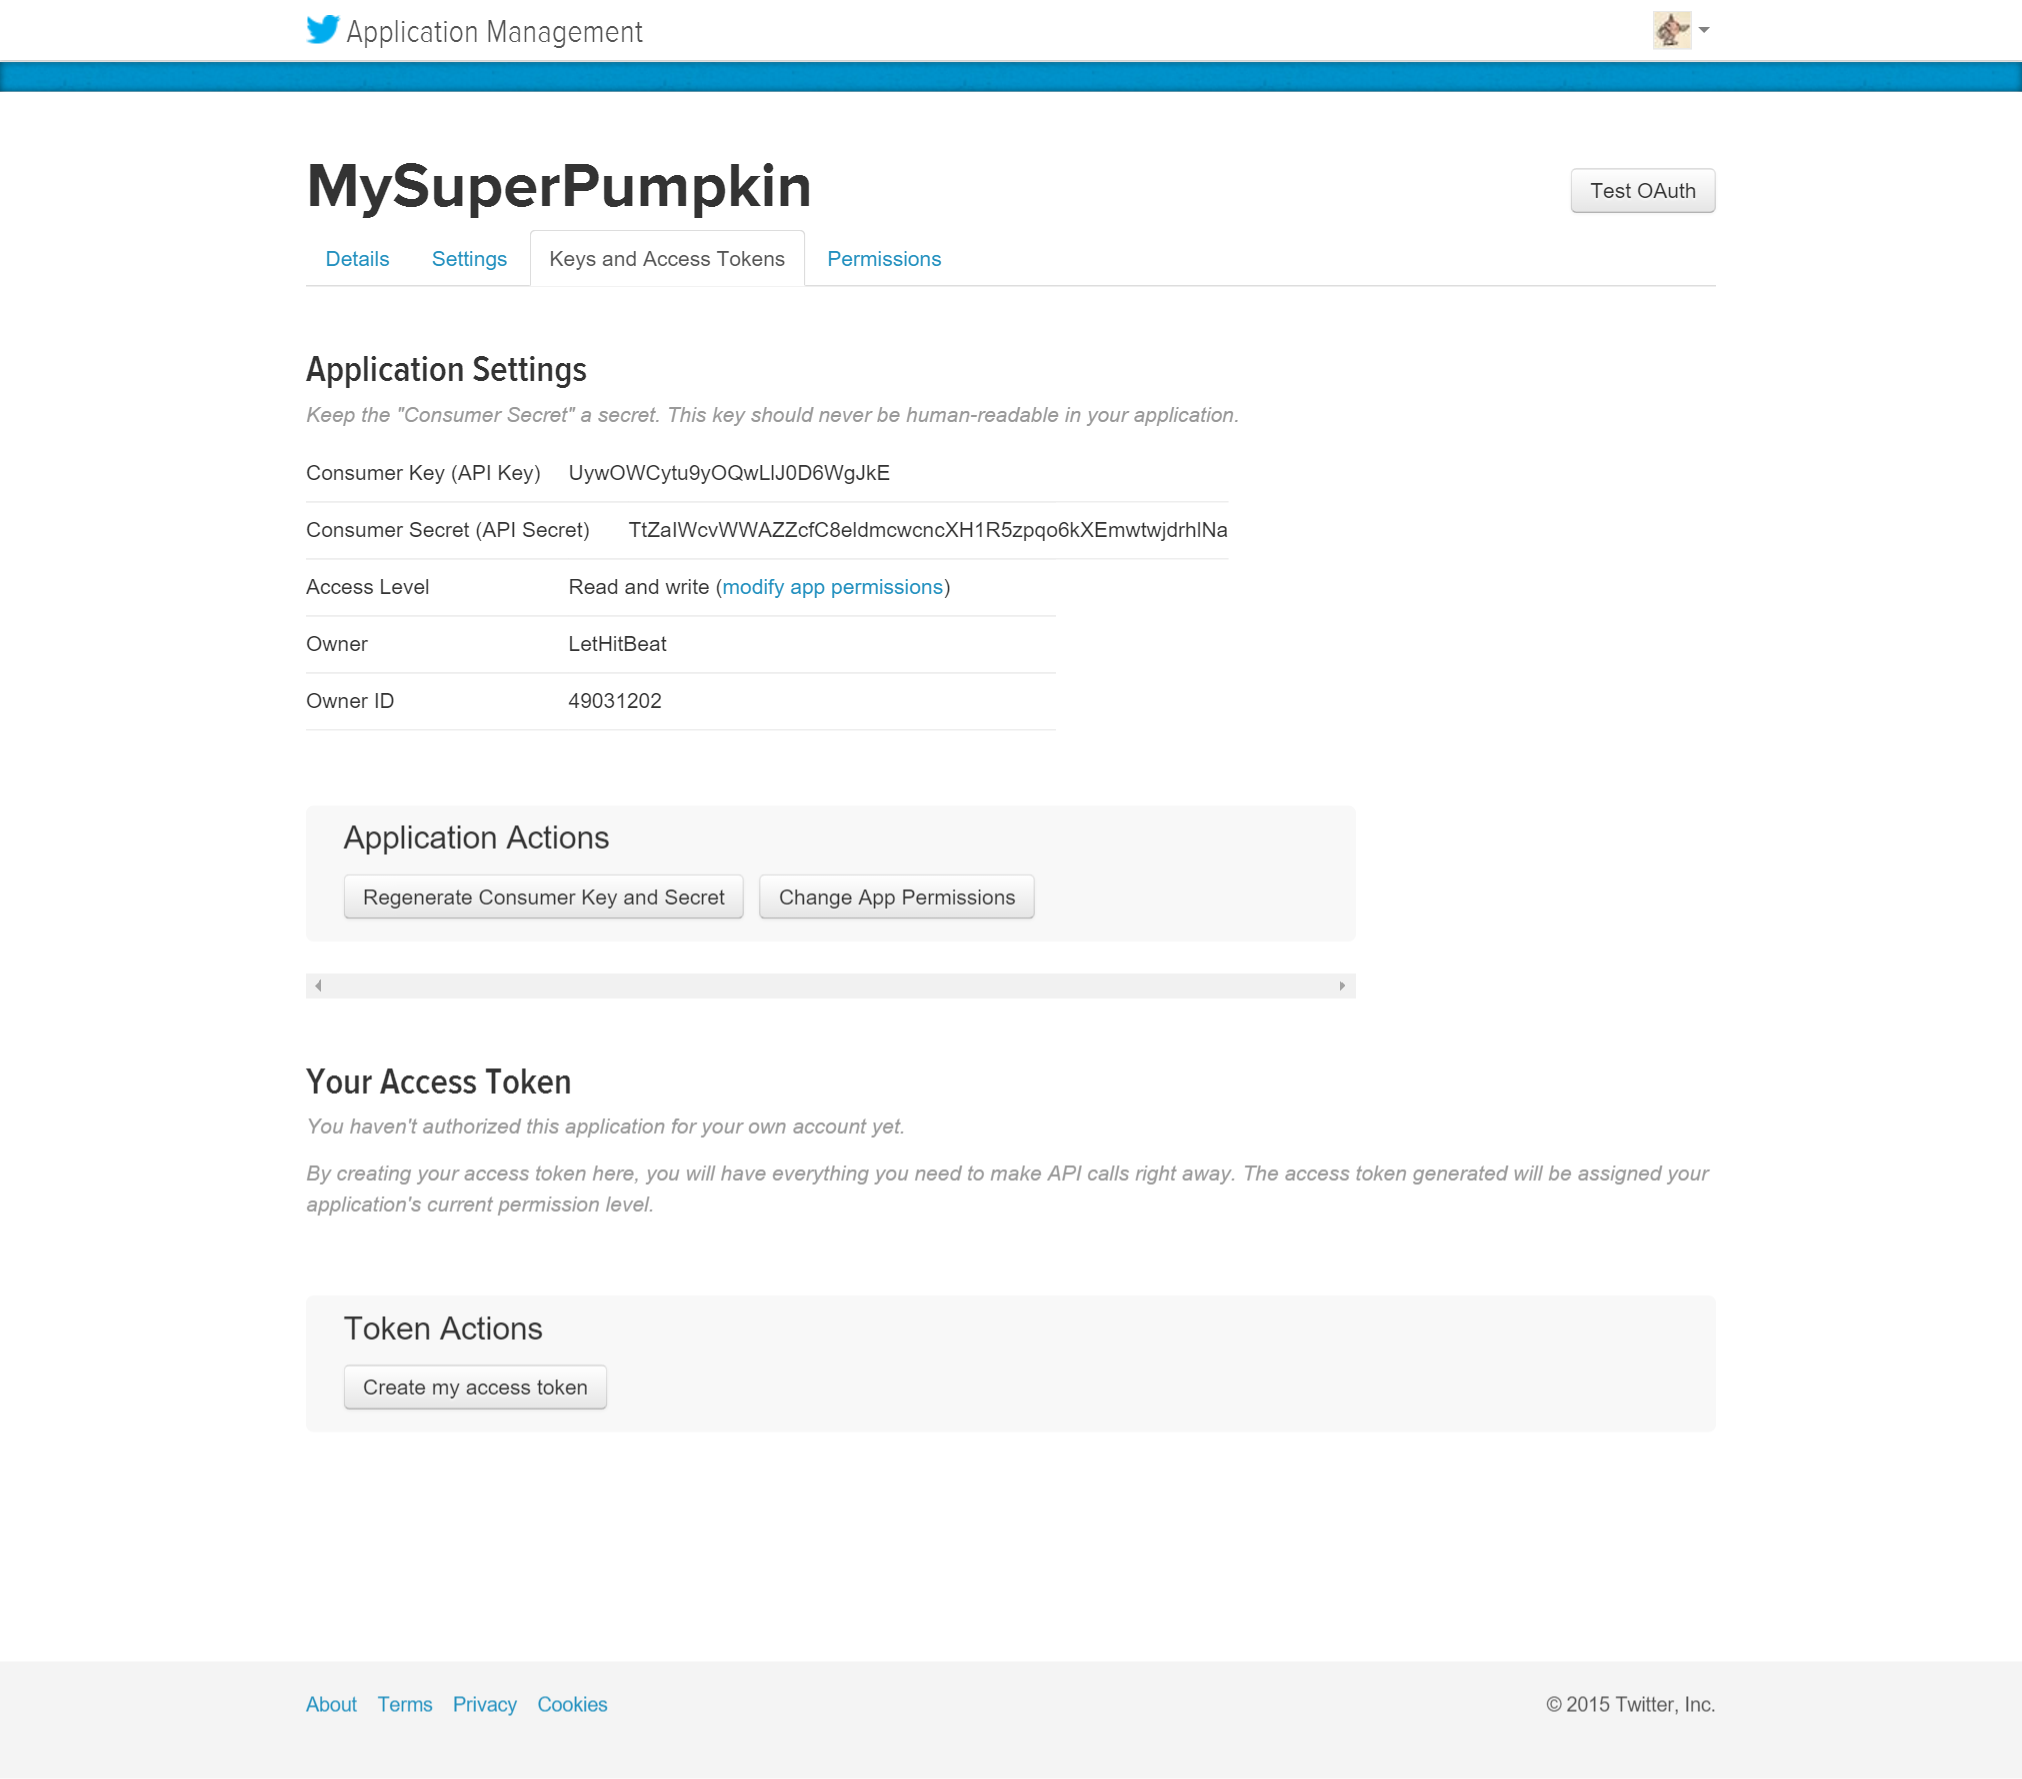 Application Management
MySuperPumpkin
Test OAuth
Details Settings Keys and Access Tokens Permissions
Application Settings
Keep the "Consumer Secret" a secret. This key should never be human-readable in your application.
Consumer Key (API Key) UywOWCytu9yOQwLlJ0D6WgJkE
Consumer Secret (API Secret) TtZaIWcvWWAZZcfC8eldmcwcncXH1R5zpqo6kXEmwtwjdrhlNa
Access Level Read and write (modify app permissions)
Owner LetHitBeat
Owner ID 49031202
Application Actions
Regenerate Consumer Key and Secret Change App Permissions
Your Access Token
You haven't authorized this application for your own account yet.
By creating your access token here, you will have everything you need to make API calls right away. The access token generated will be assigned your
application's current permission level.
Token Actions
Create my access token
About Terms Privacy Cookies © 2015 Twitter, Inc.